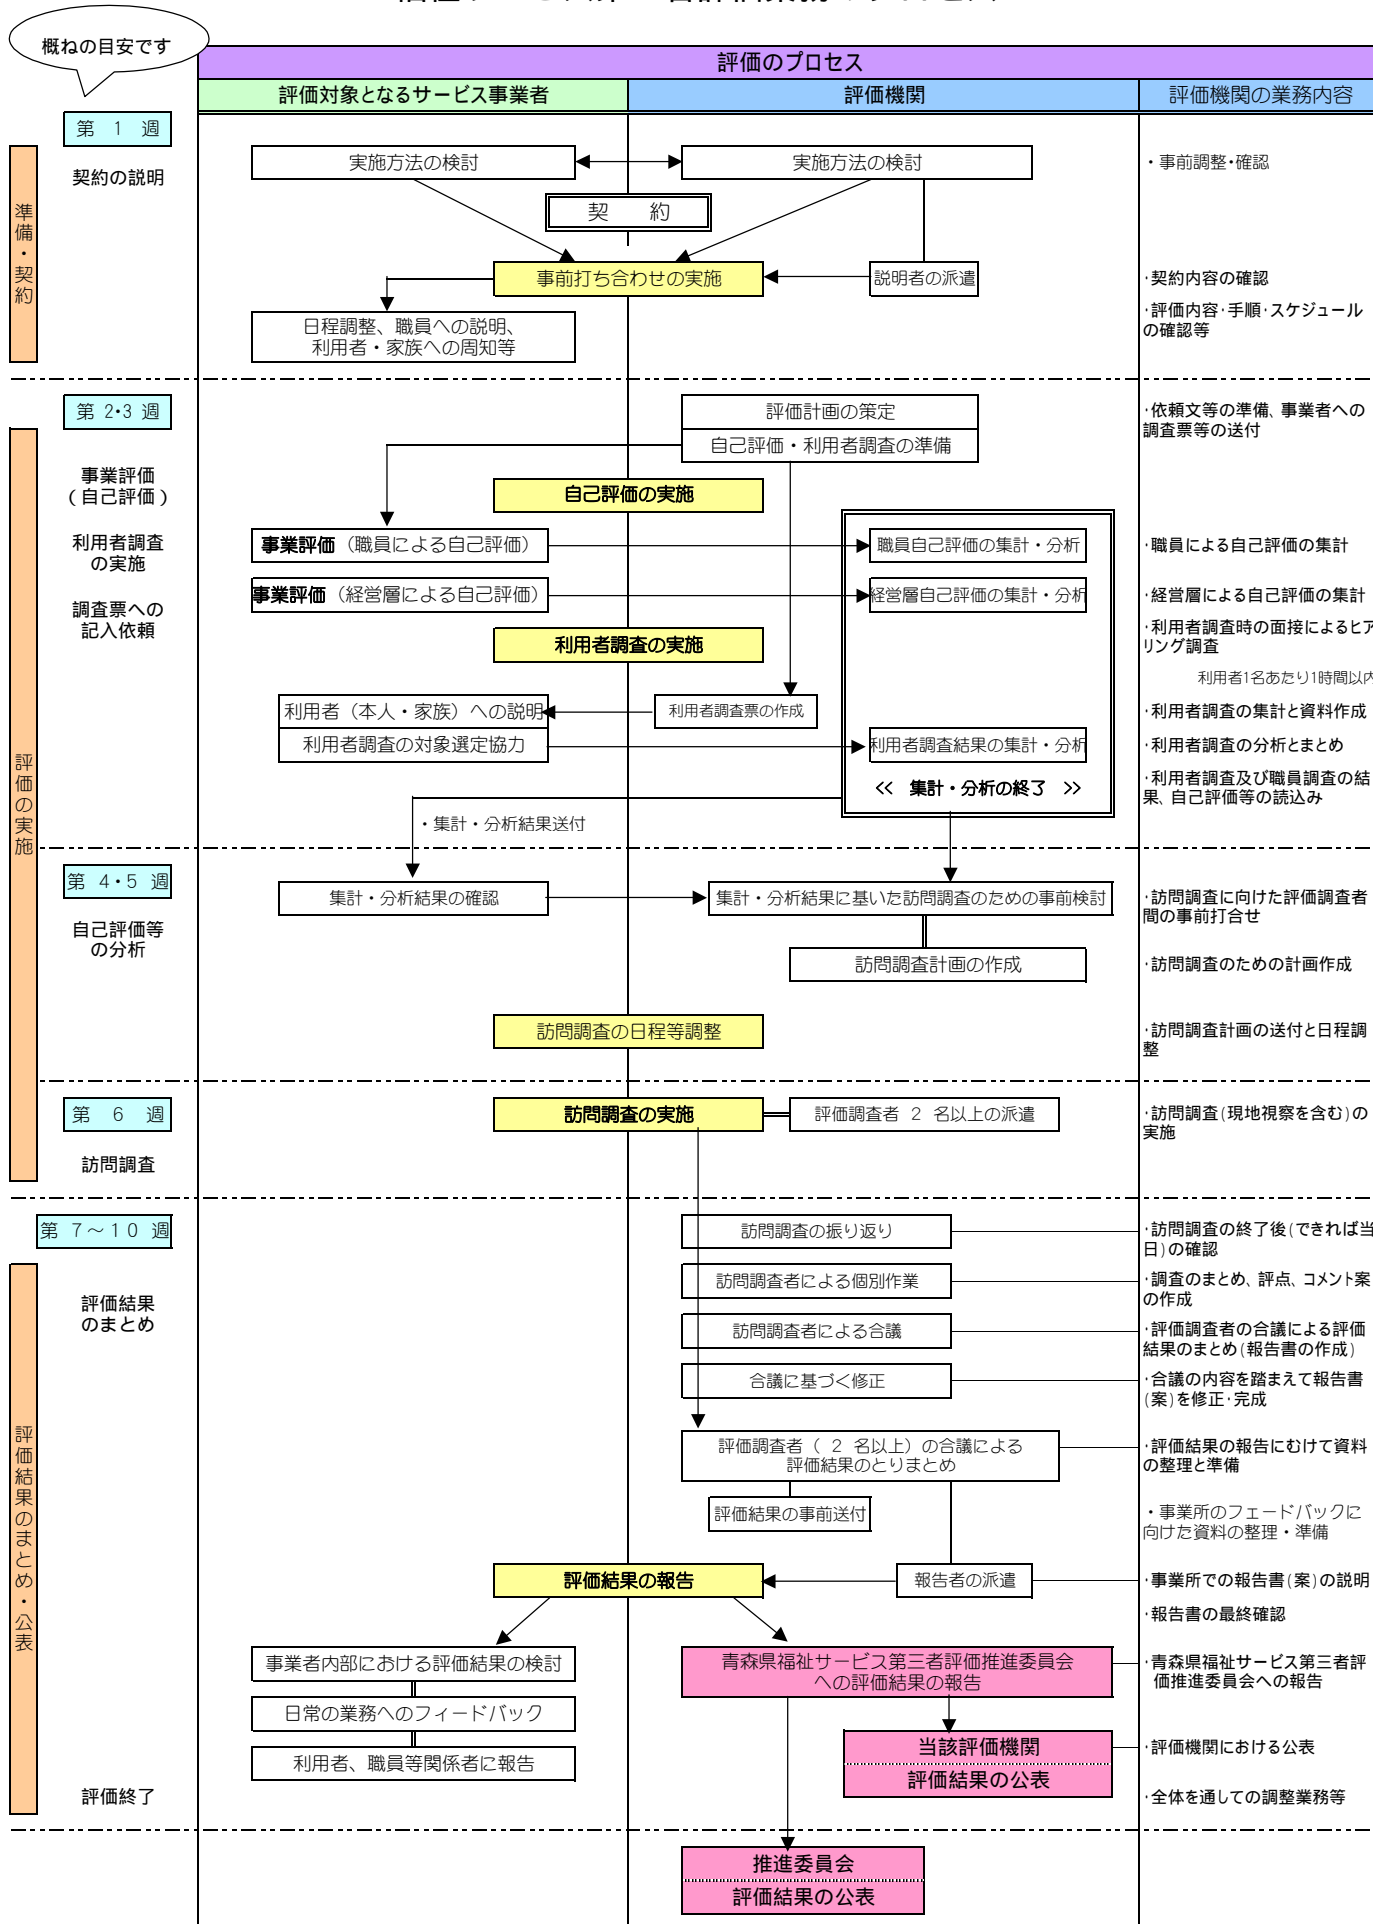 概ねの目安です
評価のプロセス
評価対象となるサービス事業者
評価機関
評価機関の業務内容
第 1 週
準備・契約
契約の説明
実施方法の検討
実施方法の検討
・事前調整・確認
契 約
事前打ち合わせの実施
説明者の派遣
・契約内容の確認
日程調整、職員への説明、
利用者・家族への周知等
・評価内容・手順・スケジュール
の確認等
第 2・3 週
評価の実施
評価計画の策定
自己評価・利用者調査の準備
・依頼文等の準備、事業者への
調査票等の送付
事業評価
(自己評価)
自己評価の実施
利用者調査
の実施
事業評価（職員による自己評価）
職員自己評価の集計・分析
・職員による自己評価の集計
調査票への
記入依頼
事業評価（経営層による自己評価）
経営層自己評価の集計・分析
・経営層による自己評価の集計
利用者調査の実施
・利用者調査時の面接によるヒア
リング調査
利用者1名あたり1時間以内
利用者（本人・家族）への説明
利用者調査票の作成
・利用者調査の集計と資料作成
利用者調査の対象選定協力
利用者調査結果の集計・分析
・利用者調査の分析とまとめ
<< 集計・分析の終了 >>
・利用者調査及び職員調査の結
果、自己評価等の読込み
・集計・分析結果送付
第 4・5 週
自己評価等
の分析
集計・分析結果の確認
集計・分析結果に基いた訪問調査のための事前検討
・訪問調査に向けた評価調査者
間の事前打合せ
訪問調査計画の作成
・訪問調査のための計画作成
訪問調査の日程等調整
・訪問調査計画の送付と日程調
整
第 6 週
訪問調査
訪問調査の実施
評価調査者 2 名以上の派遣
・訪問調査(現地視察を含む)の
実施
第 7～10 週
評価結果のまとめ・公表
訪問調査の振り返り
・訪問調査の終了後(できれば当
日)の確認
評価結果
のまとめ
訪問調査者による個別作業
・調査のまとめ、評点、コメント案
の作成
訪問調査者による合議
・評価調査者の合議による評価
結果のまとめ(報告書の作成)
合議に基づく修正
・合議の内容を踏まえて報告書
(案)を修正・完成
評価調査者（ 2 名以上）の合議による
評価結果のとりまとめ
・評価結果の報告にむけて資料
の整理と準備
評価結果の事前送付
・事業所のフェードバックに
向けた資料の整理・準備
評価結果の報告
報告者の派遣
・事業所での報告書(案)の説明
・報告書の最終確認
事業者内部における評価結果の検討
青森県福祉サービス第三者評価推進委員会
への評価結果の報告
・青森県福祉サービス第三者評
価推進委員会への報告
日常の業務へのフィードバック
利用者、職員等関係者に報告
当該評価機関
評価結果の公表
・評価機関における公表
評価終了
・全体を通しての調整業務等
推進委員会
評価結果の公表